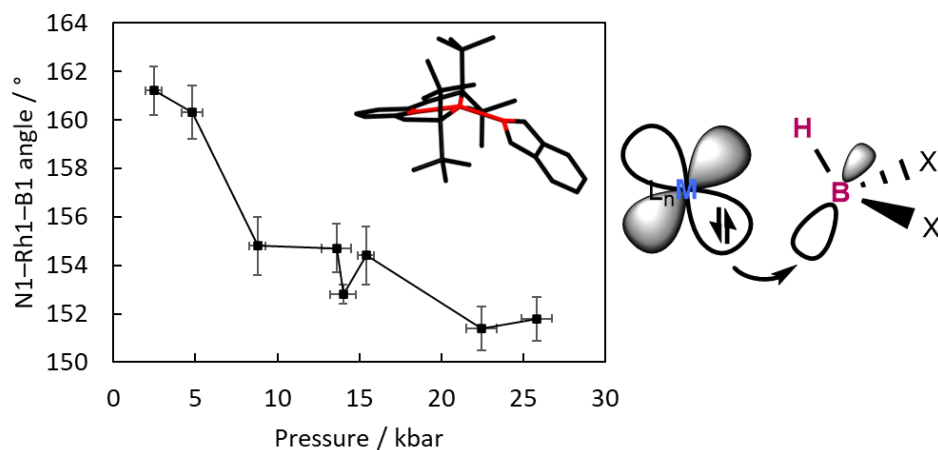 N1–Rh1–B1 angle / °
164
162
160
158
156
154
152
150
0 5 10 15 20 25 30
Pressure / kbar
H
X
LnM
B
X